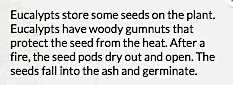 Eucalypts store some seeds on the plant.
Eucalypts have woody gumnuts that
protect the seed from the heat. After a
fire, the seed pods dry out and open. The
seeds fall into the ash and germinate.